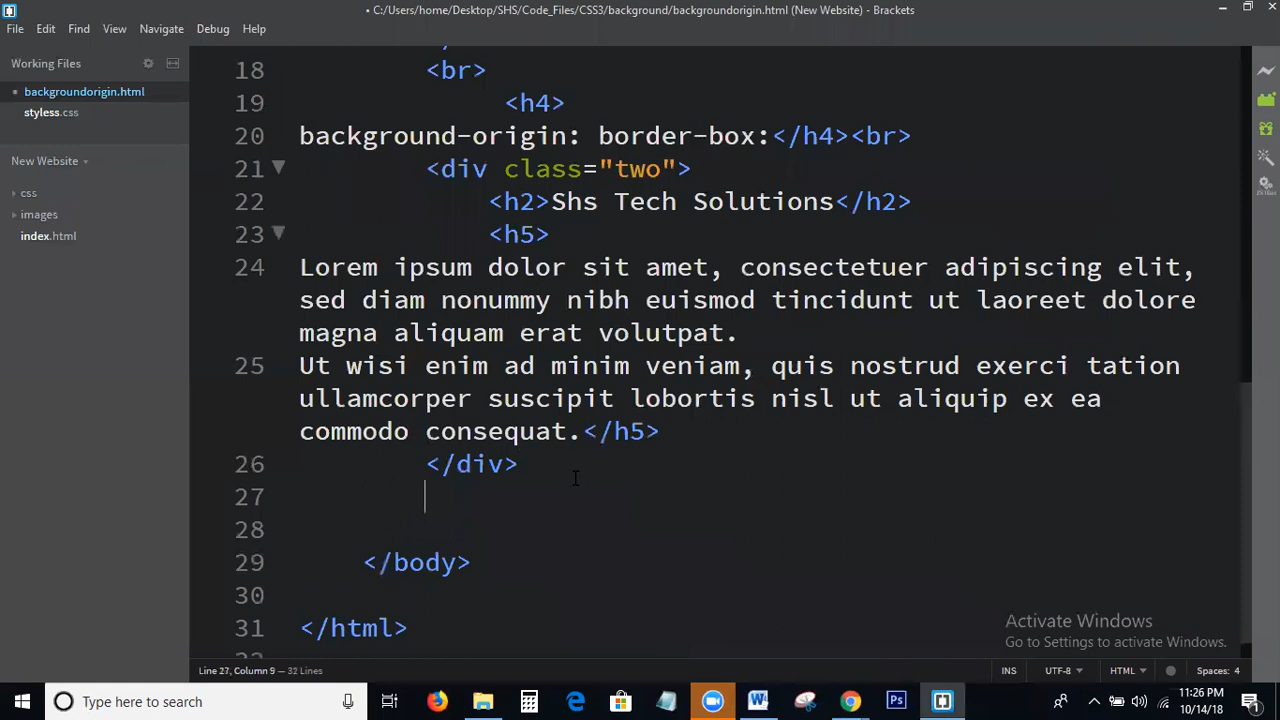 • C:/Users/home/Desktop/SHS/Code_Files/CSS3/background/backgroundorigin.html (New Website) - Brackets
File Edit Find View Navigate Debug Help
Working Files
• backgroundorigin.html
styless.css
New Website
css
images
index.html
18 <br>
19 <h4>
20 background-origin: border-box:</h4><br>
21 <div class="two">
22 <h2>Shs Tech Solutions</h2>
23 <h5>
24 Lorem ipsum dolor sit amet, consectetuer adipiscing elit,
sed diam nonummy nibh euismod tincidunt ut laoreet dolore
magna aliquam erat volutpat.
25 Ut wisi enim ad minim veniam, quis nostrud exerci tation
ullamcorper suscipit lobortis nisl ut aliquip ex ea
commodo consequat.</h5>
26 </div>
27
28
29 </body>
30
31 </html>
Activate Windows
Go to Settings to activate Windows.
Line 27, Column 9 — 32 Lines
INS UTF-8 HTML Spaces: 4
Type here to search
11:26 PM
10/14/18